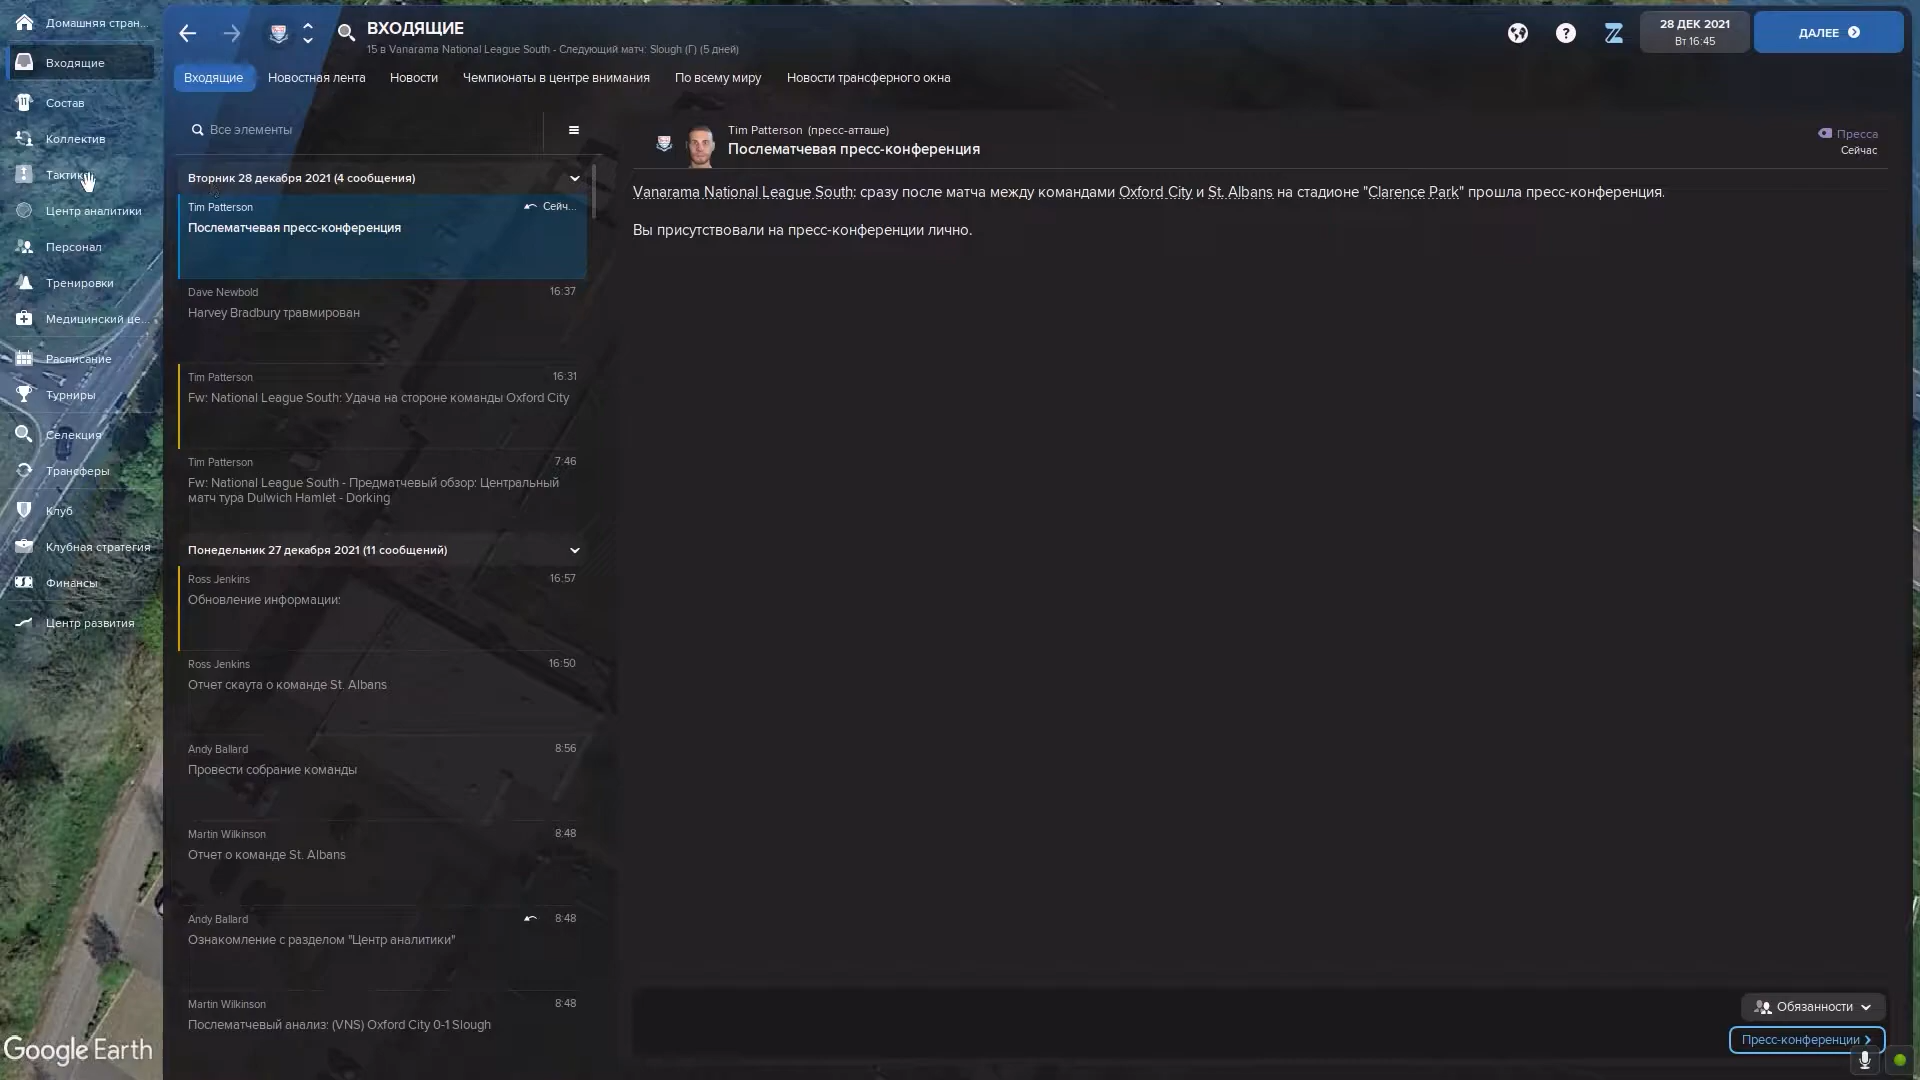 Домашняя стран...
Входящие
Состав
Коллектив
Тактика
Центр аналитики
Персонал
Тренировки
Медицинский це...
Расписание
Турниры
Селекция
Трансферы
Клуб
Клубная стратегия
Финансы
Центр развития
Google Earth
ВХОДЯЩИЕ
15 в Vanarama National League South - Следующий матч: Slough (Г) (5 дней)
28 ДЕК 2021
Вт 16:45
ДАЛЕЕ
Входящие Новостная лента Новости Чемпионаты в центре внимания По всему миру Новости трансферного окна
Все элементы
Вторник 28 декабря 2021 (4 сообщения)
Tim Patterson Сейч...
Послематчевая пресс-конференция
Dave Newbold 16:37
Harvey Bradbury травмирован
Tim Patterson 16:31
Fw: National League South: Удача на стороне команды Oxford City
Tim Patterson 7:46
Fw: National League South - Предматчевый обзор: Центральный
матч тура Dulwich Hamlet - Dorking
Понедельник 27 декабря 2021 (11 сообщений)
Ross Jenkins 16:57
Обновление информации:
Ross Jenkins 16:50
Отчет скаута о команде St. Albans
Andy Ballard 8:56
Провести собрание команды
Martin Wilkinson 8:48
Отчет о команде St. Albans
Andy Ballard 8:48
Ознакомление с разделом "Центр аналитики"
Martin Wilkinson 8:48
Послематчевый анализ: (VNS) Oxford City 0-1 Slough
Tim Patterson (пресс-атташе)
Послематчевая пресс-конференция
Пресса
Сейчас
Vanarama National League South: сразу после матча между командами Oxford City и St. Albans на стадионе "Clarence Park" прошла пресс-конференция.
Вы присутствовали на пресс-конференции лично.
Обязанности
Пресс-конференции